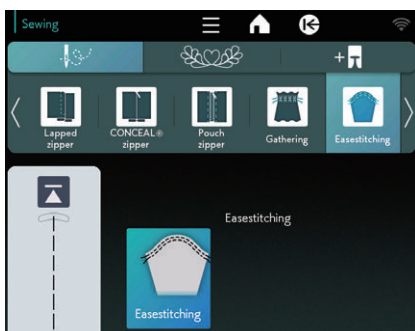 Sewing
Lapped
zipper
CONCEAL®
zipper
Pouch
zipper
Gathering
Easestitching
Easestitching
Easestitching